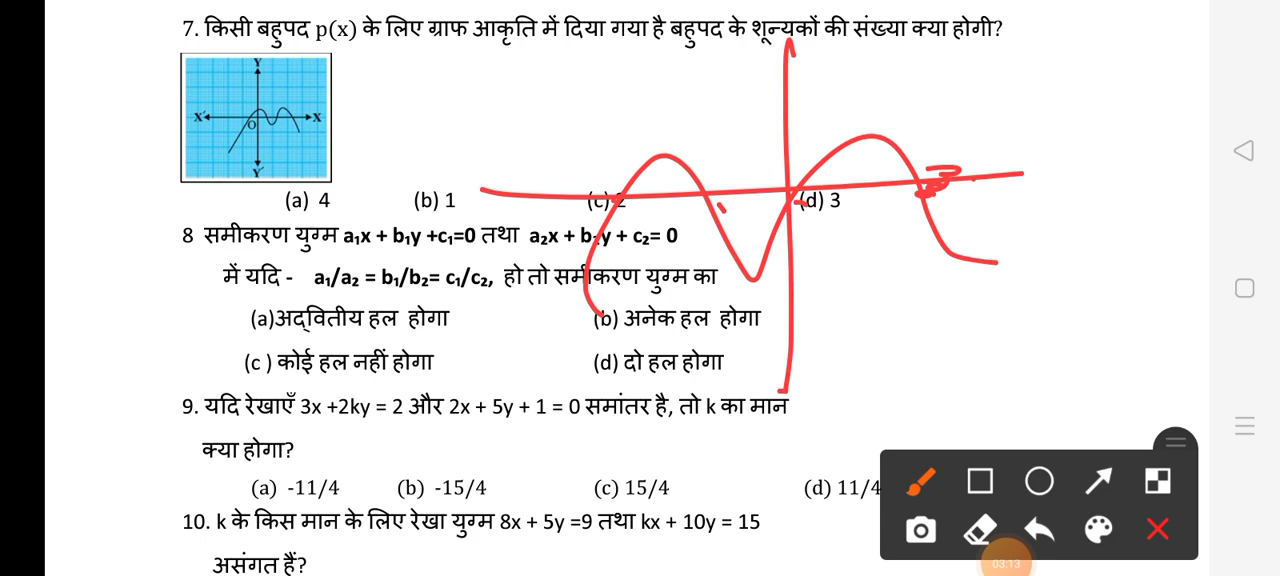 7. किसी बहुपद p(x) के लिए ग्राफ आकृति में दिया गया है बहुपद के शून्यकों की संख्या क्या होगी?
Y
X' O X
Y'
(a) 4 (b) 1 (c) 2 (d) 3
8 समीकरण युग्म a₁x + b₁y +c₁=0 तथा a₂x + b₂y + c₂= 0
में यदि - a₁/a₂ = b₁/b₂= c₁/c₂, हो तो समीकरण युग्म का
(a)अद्वितीय हल होगा (b) अनेक हल होगा
(c ) कोई हल नहीं होगा (d) दो हल होगा
9. यदि रेखाएँ 3x +2ky = 2 और 2x + 5y + 1 = 0 समांतर है, तो k का मान
क्या होगा?
(a) -11/4 (b) -15/4 (c) 15/4 (d) 11/4
10. k के किस मान के लिए रेखा युग्म 8x + 5y =9 तथा kx + 10y = 15
असंगत हैं?
03:13